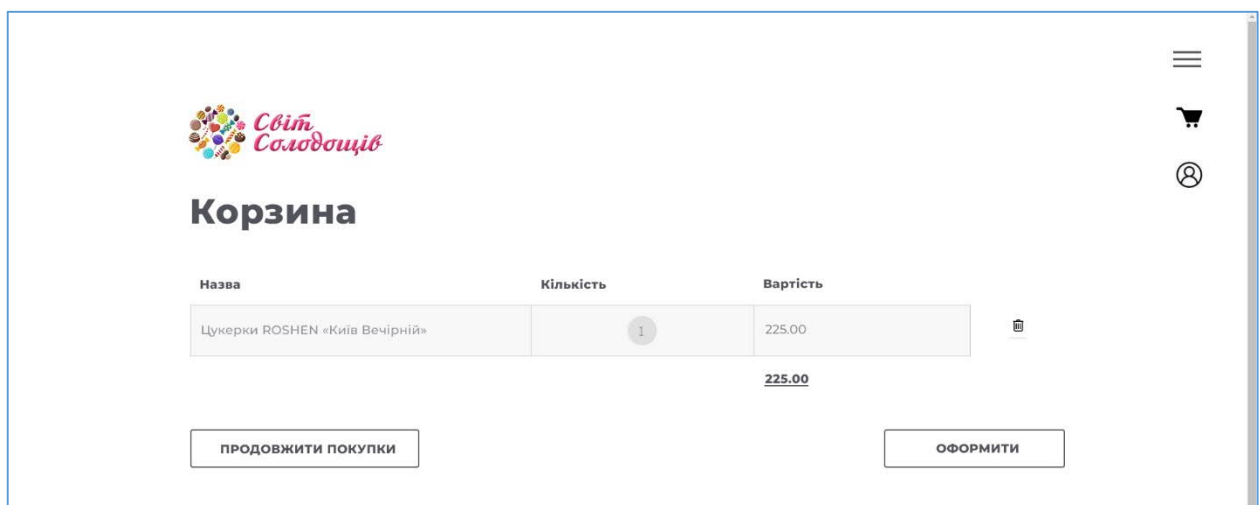 Світ
Солодощів
Корзина
Назва Кількість Вартість
Цукерки ROSHEN «Київ Вечірній» 1 225.00
225.00
ПРОДОВЖИТИ ПОКУПКИ ОФОРМИТИ